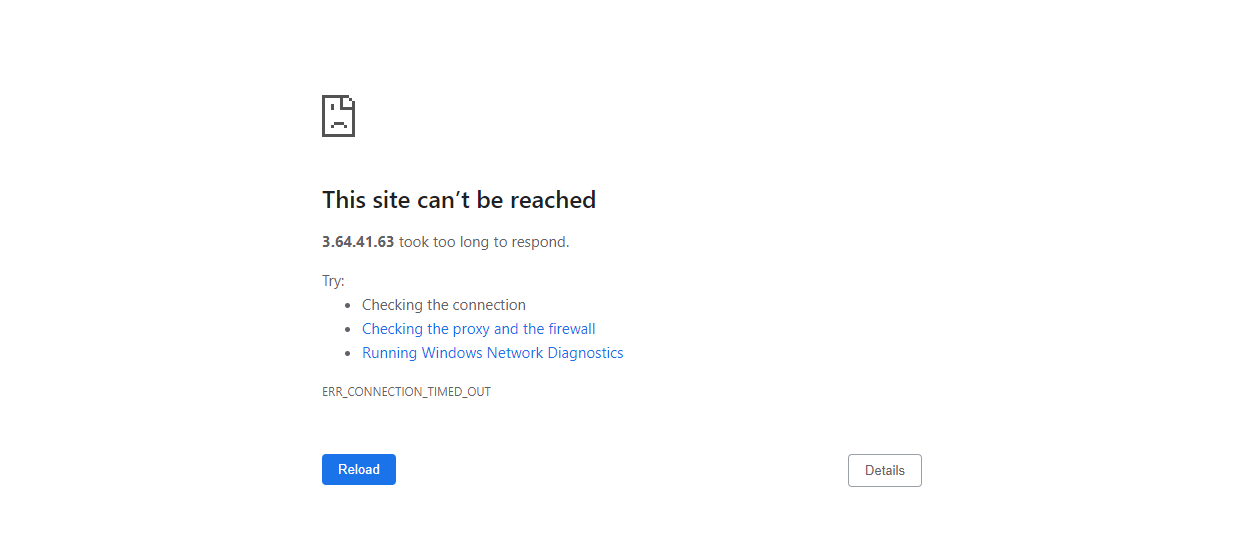 This site can’t be reached
3.64.41.63 took too long to respond.
Try:
• Checking the connection
• Checking the proxy and the firewall
• Running Windows Network Diagnostics
ERR_CONNECTION_TIMED_OUT
Reload
Details